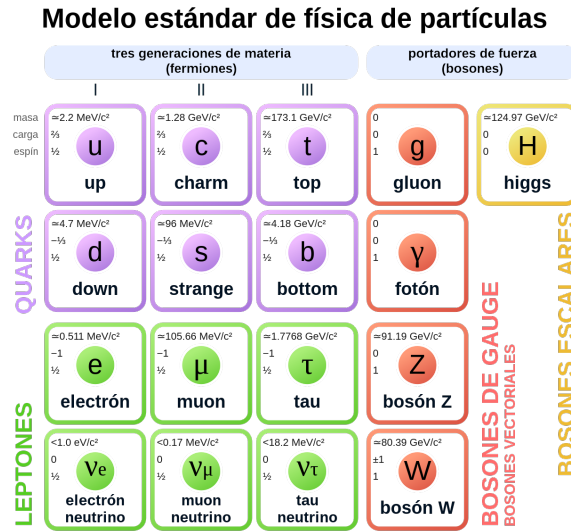 Modelo estándar de física de partículas
tres generaciones de materia
(fermiones)
portadores de fuerza
(bosones)
I
II
III
masa
carga
espín
≃2.2 MeV/c²
⅔
½
u
up
≃1.28 GeV/c²
⅔
½
c
charm
≃173.1 GeV/c²
⅔
½
t
top
0
0
1
g
gluon
≃124.97 GeV/c²
0
0
H
higgs
QUARKS
≃4.7 MeV/c²
−⅓
½
d
down
≃96 MeV/c²
−⅓
½
s
strange
≃4.18 GeV/c²
−⅓
½
b
bottom
0
0
1
γ
fotón
LEPTONES
≃0.511 MeV/c²
−1
½
e
electrón
≃105.66 MeV/c²
−1
½
μ
muon
≃1.7768 GeV/c²
−1
½
τ
tau
≃91.19 GeV/c²
0
1
Z
bosón Z
<1.0 eV/c²
0
½
νe
electrón
neutrino
<0.17 MeV/c²
0
½
νμ
muon
neutrino
<18.2 MeV/c²
0
½
ντ
tau
neutrino
≃80.39 GeV/c²
±1
1
W
bosón W
BOSONES DE GAUGE
BOSONES VECTORIALES
BOSONES ESCALARES